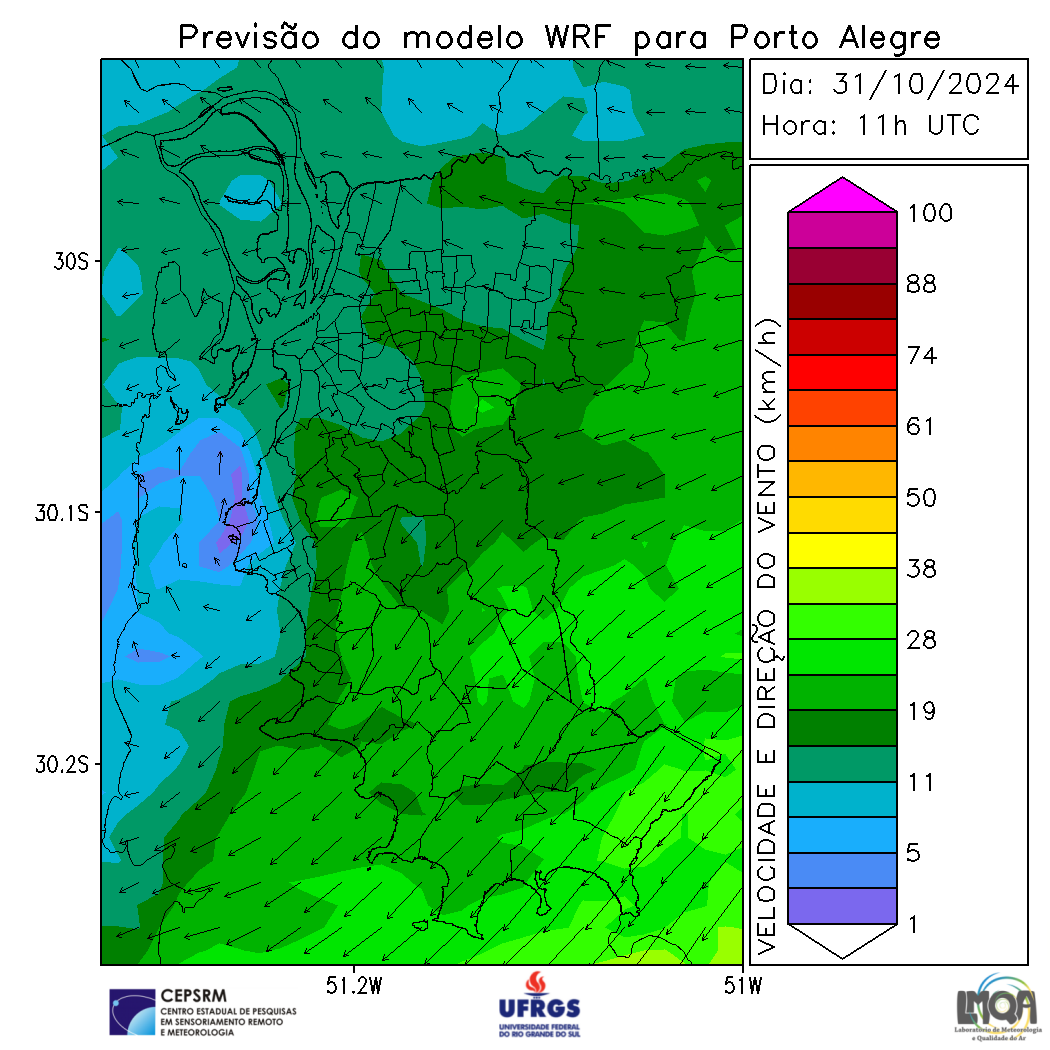 Previsão do modelo WRF para Porto Alegre
Dia: 31/10/2024
Hora: 11h UTC
30S
30.1S
30.2S
51.2W
51W
VELOCIDADE E DIREÇÃO DO VENTO (km/h)
100
88
74
61
50
38
28
19
11
5
1
CEPSRM
CENTRO ESTADUAL DE PESQUISAS
EM SENSORIAMENTO REMOTO
E METEOROLOGIA
UFRGS
UNIVERSIDADE FEDERAL
DO RIO GRANDE DO SUL
LMQA
Laboratório de Meteorologia
e Qualidade do Ar